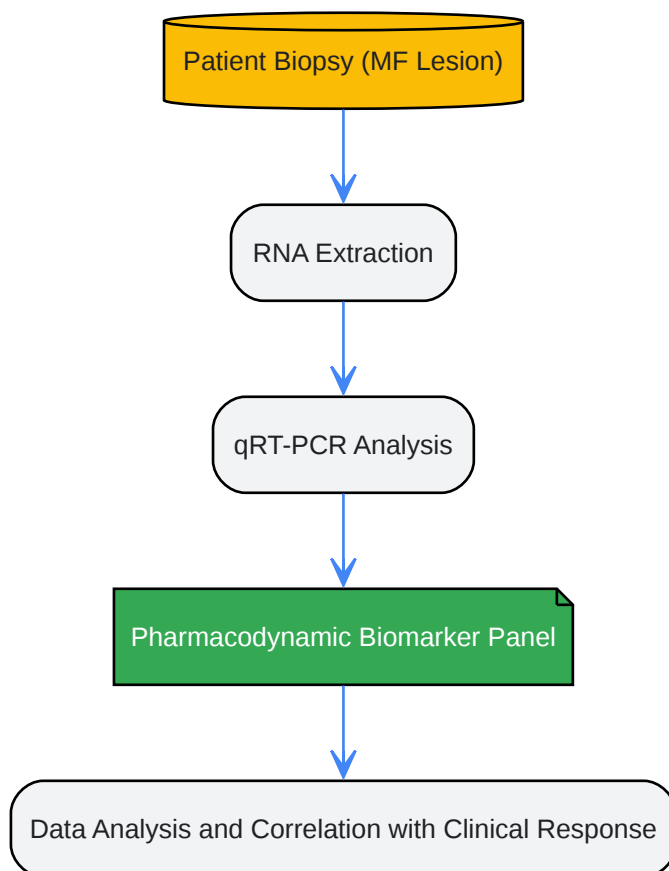 Patient Biopsy (MF Lesion)
RNA Extraction
qRT-PCR Analysis
Pharmacodynamic Biomarker Panel
Data Analysis and Correlation with Clinical Response